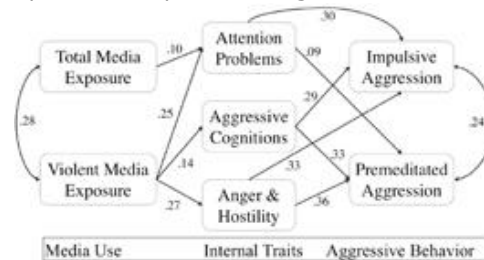 .30
Total Media
Exposure
.10
Attention
Problems
.09
Impulsive
Aggression
.28
.25
Aggressive
Cognitions
.29
.24
Violent Media
Exposure
.14
.33
.33
Premeditated
Aggression
.27
Anger &
Hostility
.36
Media Use Internal Traits Aggressive Behavior